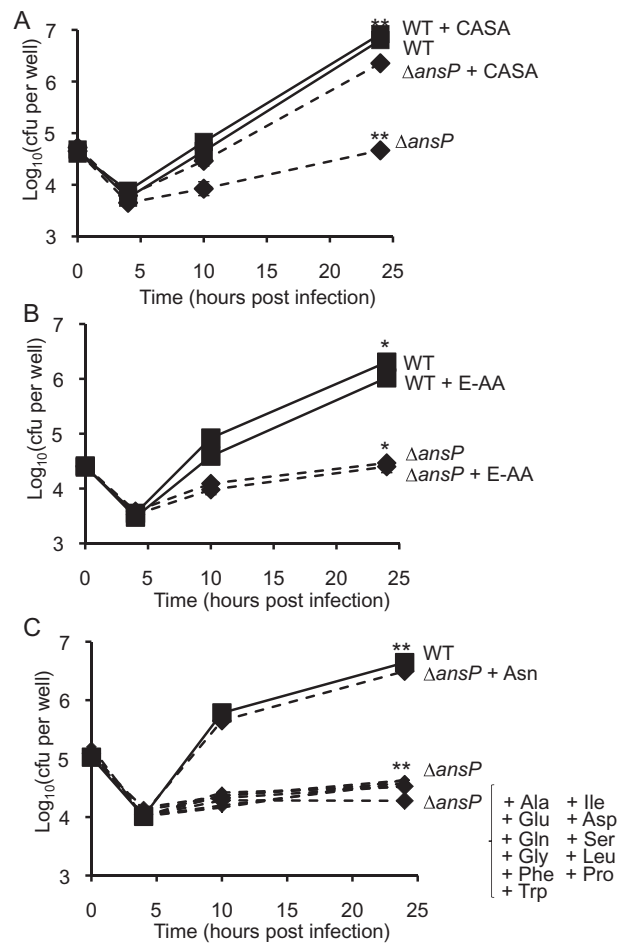 A
7
6
5
4
3
Log10(cfu per well)
0 5 10 15 20 25
Time (hours post infection)
** WT + CASA
WT
ΔansP + CASA
** ΔansP
B
7
6
5
4
3
Log10(cfu per well)
0 5 10 15 20 25
Time (hours post infection)
*
WT
WT + E-AA
*
ΔansP
ΔansP + E-AA
C
7
6
5
4
3
Log10(cfu per well)
0 5 10 15 20 25
Time (hours post infection)
** WT
ΔansP + Asn
** ΔansP
ΔansP
+ Ala + Ile
+ Glu + Asp
+ Gln + Ser
+ Gly + Leu
+ Phe + Pro
+ Trp